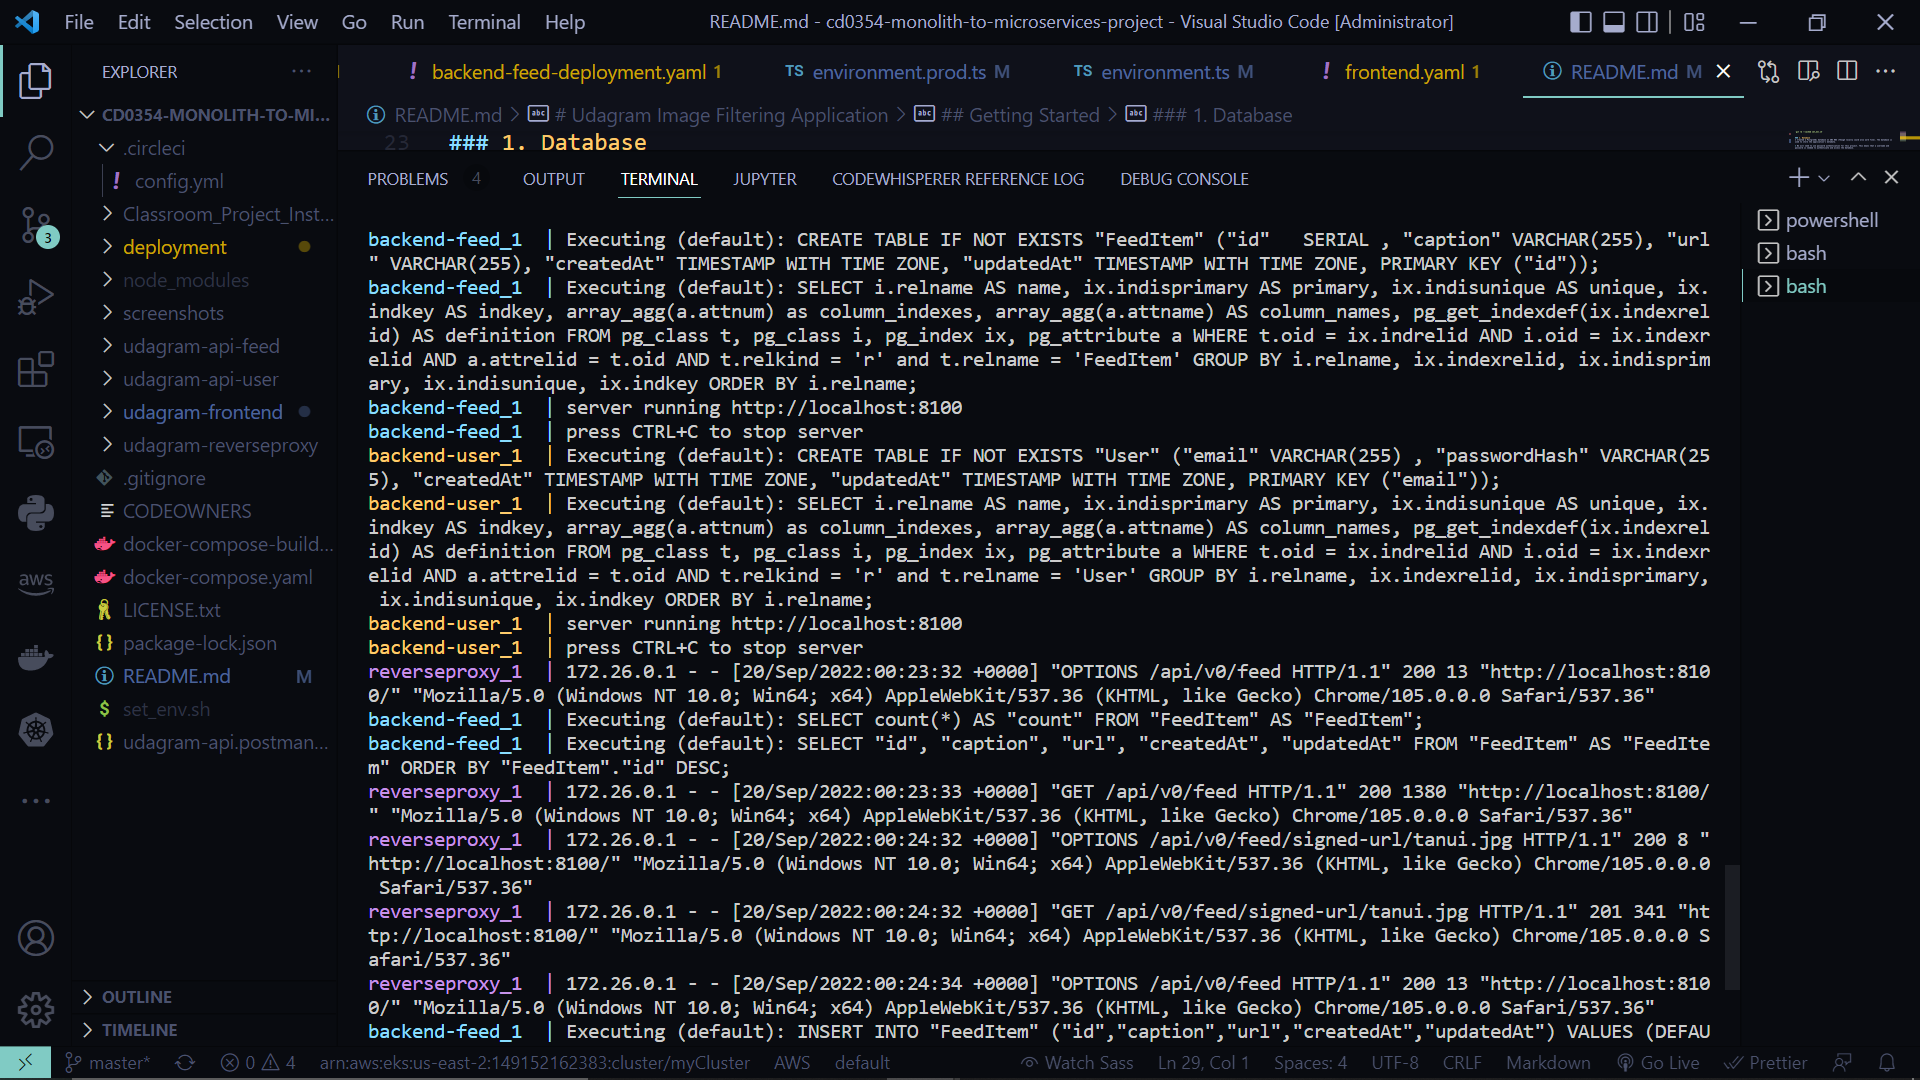 File Edit Selection View Go Run Terminal Help
README.md - cd0354-monolith-to-microservices-project - Visual Studio Code [Administrator]
EXPLORER
backend-feed-deployment.yaml 1
TS environment.prod.ts M
TS environment.ts M
frontend.yaml 1
README.md M
README.md > # Udagram Image Filtering Application > ## Getting Started > ### 1. Database
23 ### 1. Database
CD0354-MONOLITH-TO-MI...
.circleci
config.yml
Classroom_Project_Inst...
deployment
node_modules
screenshots
udagram-api-feed
udagram-api-user
udagram-frontend
udagram-reverseproxy
.gitignore
CODEOWNERS
docker-compose-build...
docker-compose.yaml
LICENSE.txt
package-lock.json
README.md M
set_env.sh
udagram-api.postman...
OUTLINE
TIMELINE
3
aws
PROBLEMS 4 OUTPUT TERMINAL JUPYTER CODEWHISPERER REFERENCE LOG DEBUG CONSOLE
powershell
bash
bash
backend-feed_1 | Executing (default): CREATE TABLE IF NOT EXISTS "FeedItem" ("id"   SERIAL , "caption" VARCHAR(255), "url
" VARCHAR(255), "createdAt" TIMESTAMP WITH TIME ZONE, "updatedAt" TIMESTAMP WITH TIME ZONE, PRIMARY KEY ("id"));
backend-feed_1 | Executing (default): SELECT i.relname AS name, ix.indisprimary AS primary, ix.indisunique AS unique, ix.
indkey AS indkey, array_agg(a.attnum) as column_indexes, array_agg(a.attname) AS column_names, pg_get_indexdef(ix.indexrel
id) AS definition FROM pg_class t, pg_class i, pg_index ix, pg_attribute a WHERE t.oid = ix.indrelid AND i.oid = ix.indexr
elid AND a.attrelid = t.oid AND t.relkind = 'r' and t.relname = 'FeedItem' GROUP BY i.relname, ix.indexrelid, ix.indisprim
ary, ix.indisunique, ix.indkey ORDER BY i.relname;
backend-feed_1 | server running http://localhost:8100
backend-feed_1 | press CTRL+C to stop server
backend-user_1 | Executing (default): CREATE TABLE IF NOT EXISTS "User" ("email" VARCHAR(255) , "passwordHash" VARCHAR(25
5), "createdAt" TIMESTAMP WITH TIME ZONE, "updatedAt" TIMESTAMP WITH TIME ZONE, PRIMARY KEY ("email"));
backend-user_1 | Executing (default): SELECT i.relname AS name, ix.indisprimary AS primary, ix.indisunique AS unique, ix.
indkey AS indkey, array_agg(a.attnum) as column_indexes, array_agg(a.attname) AS column_names, pg_get_indexdef(ix.indexrel
id) AS definition FROM pg_class t, pg_class i, pg_index ix, pg_attribute a WHERE t.oid = ix.indrelid AND i.oid = ix.indexr
elid AND a.attrelid = t.oid AND t.relkind = 'r' and t.relname = 'User' GROUP BY i.relname, ix.indexrelid, ix.indisprimary,
ix.indisunique, ix.indkey ORDER BY i.relname;
backend-user_1 | server running http://localhost:8100
backend-user_1 | press CTRL+C to stop server
reverseproxy_1 | 172.26.0.1 - - [20/Sep/2022:00:23:32 +0000] "OPTIONS /api/v0/feed HTTP/1.1" 200 13 "http://localhost:810
0/" "Mozilla/5.0 (Windows NT 10.0; Win64; x64) AppleWebKit/537.36 (KHTML, like Gecko) Chrome/105.0.0.0 Safari/537.36"
backend-feed_1 | Executing (default): SELECT count(*) AS "count" FROM "FeedItem" AS "FeedItem";
backend-feed_1 | Executing (default): SELECT "id", "caption", "url", "createdAt", "updatedAt" FROM "FeedItem" AS "FeedIte
m" ORDER BY "FeedItem"."id" DESC;
reverseproxy_1 | 172.26.0.1 - - [20/Sep/2022:00:23:33 +0000] "GET /api/v0/feed HTTP/1.1" 200 1380 "http://localhost:8100/
" "Mozilla/5.0 (Windows NT 10.0; Win64; x64) AppleWebKit/537.36 (KHTML, like Gecko) Chrome/105.0.0.0 Safari/537.36"
reverseproxy_1 | 172.26.0.1 - - [20/Sep/2022:00:24:32 +0000] "OPTIONS /api/v0/feed/signed-url/tanui.jpg HTTP/1.1" 200 8 "
http://localhost:8100/" "Mozilla/5.0 (Windows NT 10.0; Win64; x64) AppleWebKit/537.36 (KHTML, like Gecko) Chrome/105.0.0.0
Safari/537.36"
reverseproxy_1 | 172.26.0.1 - - [20/Sep/2022:00:24:32 +0000] "GET /api/v0/feed/signed-url/tanui.jpg HTTP/1.1" 201 341 "ht
tp://localhost:8100/" "Mozilla/5.0 (Windows NT 10.0; Win64; x64) AppleWebKit/537.36 (KHTML, like Gecko) Chrome/105.0.0.0 S
afari/537.36"
reverseproxy_1 | 172.26.0.1 - - [20/Sep/2022:00:24:34 +0000] "OPTIONS /api/v0/feed HTTP/1.1" 200 13 "http://localhost:810
0/" "Mozilla/5.0 (Windows NT 10.0; Win64; x64) AppleWebKit/537.36 (KHTML, like Gecko) Chrome/105.0.0.0 Safari/537.36"
backend-feed_1 | Executing (default): INSERT INTO "FeedItem" ("id","caption","url","createdAt","updatedAt") VALUES (DEFAU
master* 0 4 arn:aws:eks:us-east-2:149152162383:cluster/myCluster AWS default Watch Sass Ln 29, Col 1 Spaces: 4 UTF-8 CRLF Markdown Go Live Prettier